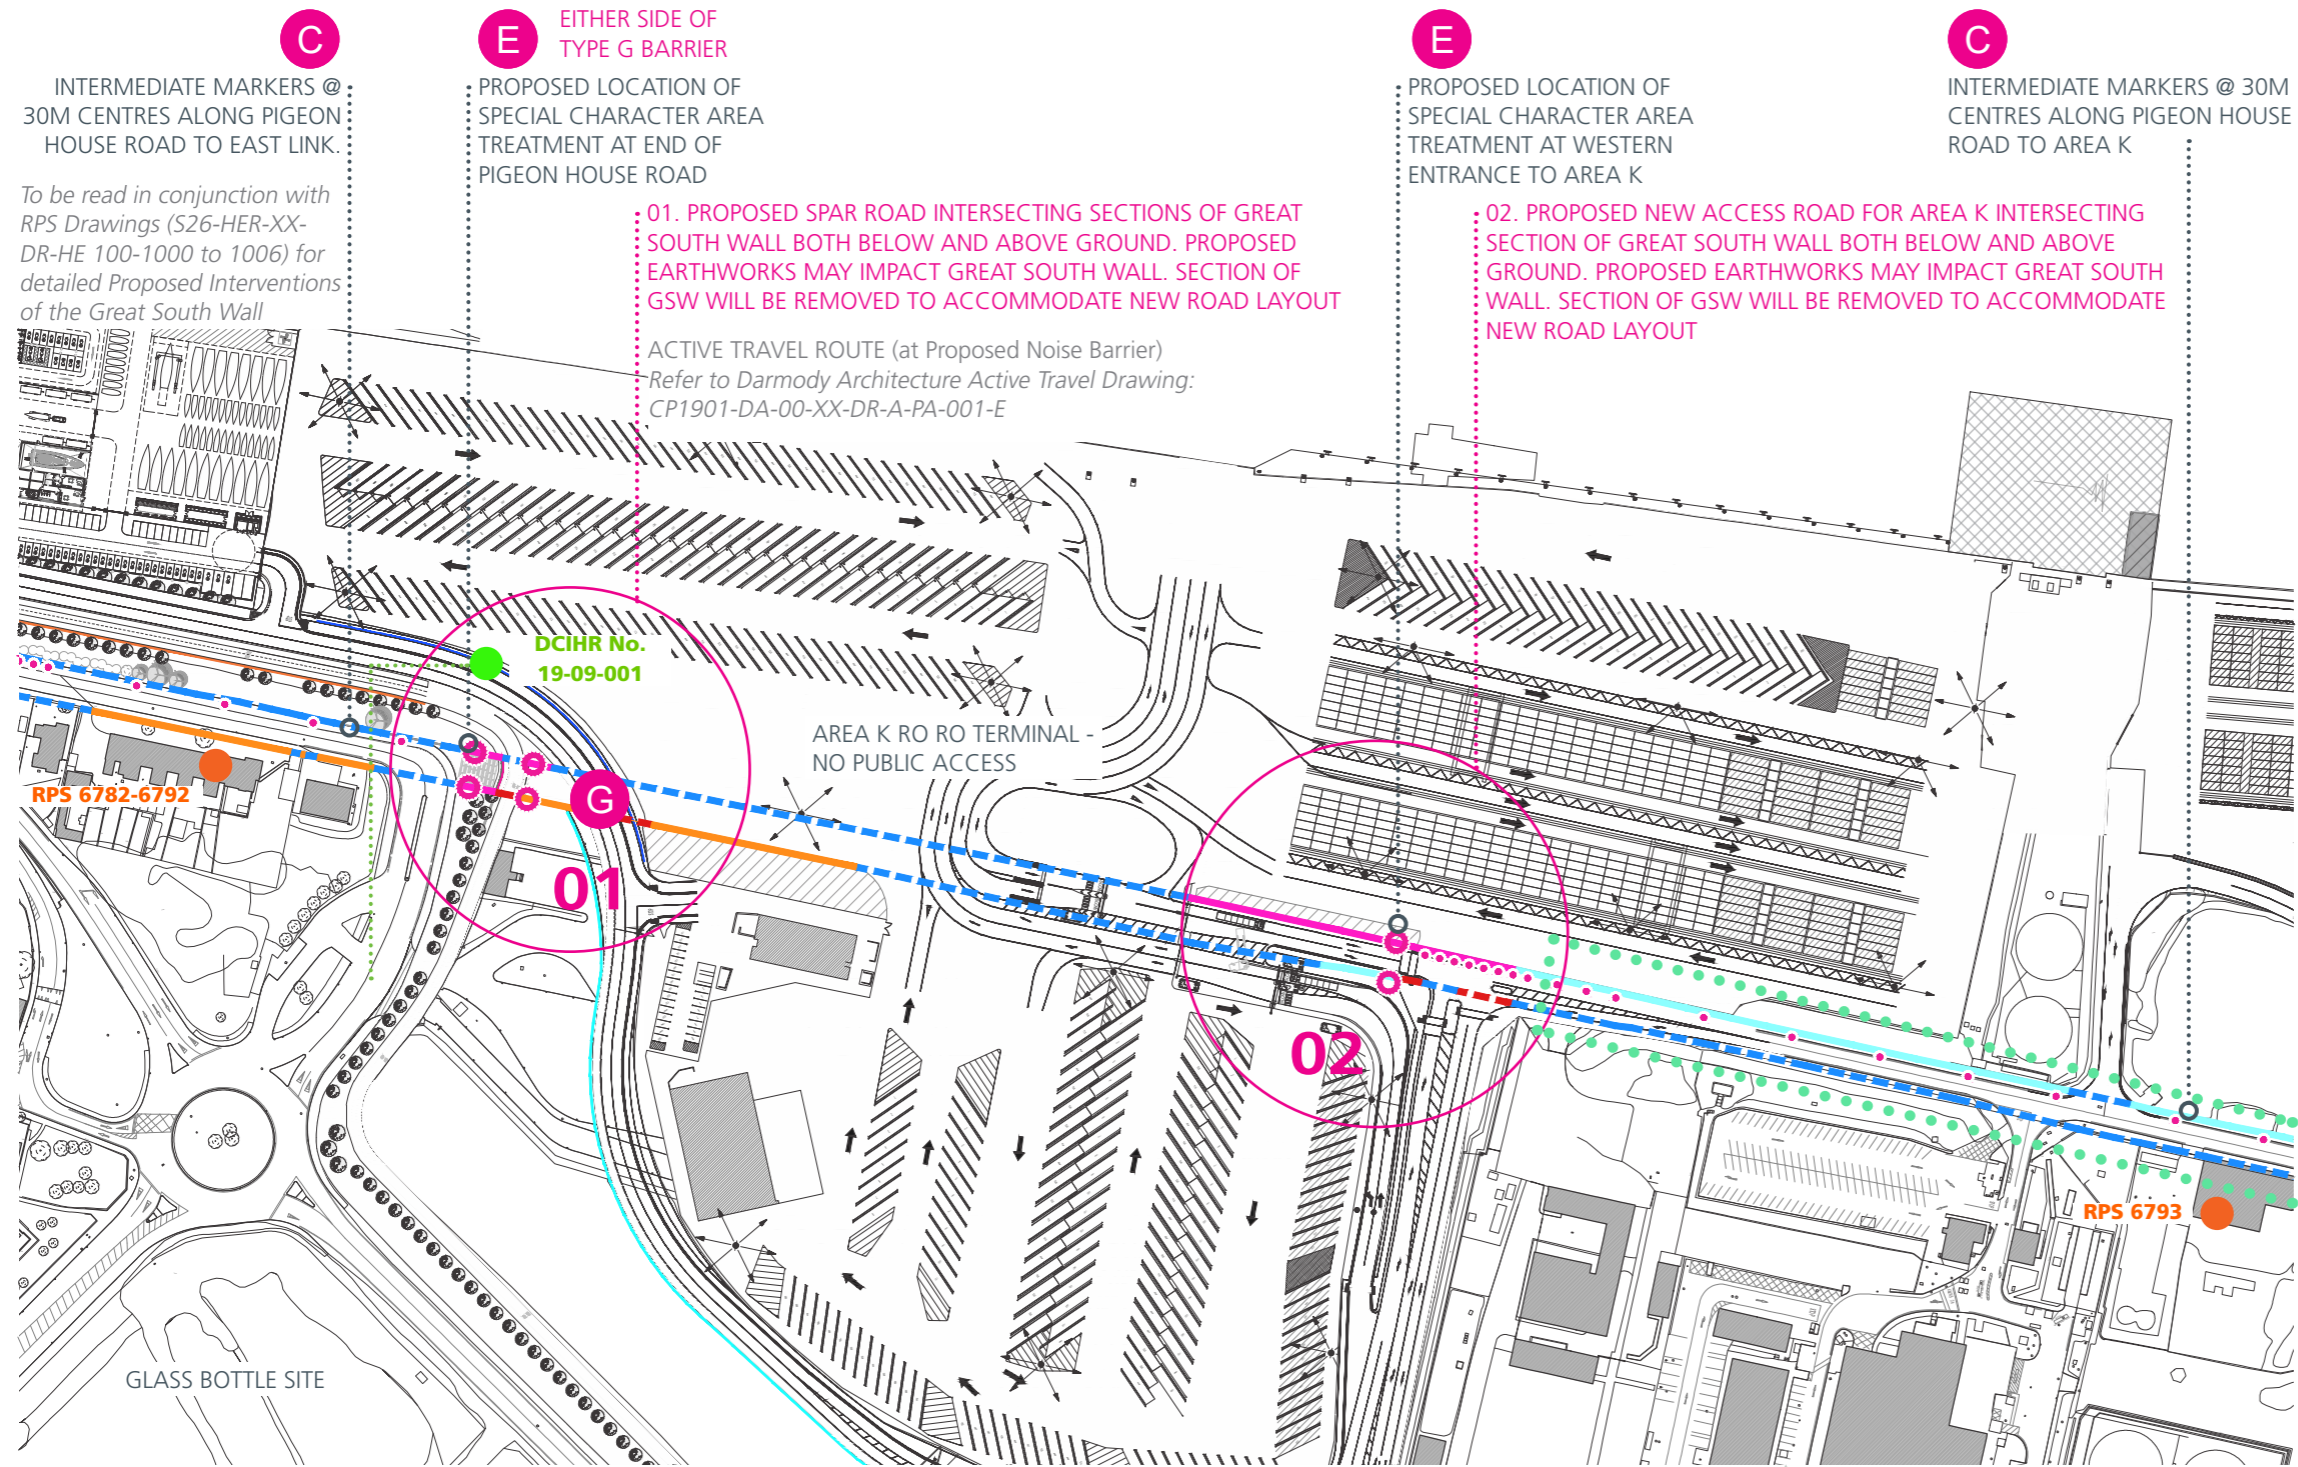 C
INTERMEDIATE MARKERS @
30M CENTRES ALONG PIGEON
HOUSE ROAD TO EAST LINK.
To be read in conjunction with
RPS Drawings (S26-HER-XX-
DR-HE 100-1000 to 1006) for
detailed Proposed Interventions
of the Great South Wall
E
EITHER SIDE OF
TYPE G BARRIER
PROPOSED LOCATION OF
SPECIAL CHARACTER AREA
TREATMENT AT END OF
PIGEON HOUSE ROAD
01. PROPOSED SPAR ROAD INTERSECTING SECTIONS OF GREAT
SOUTH WALL BOTH BELOW AND ABOVE GROUND. PROPOSED
EARTHWORKS MAY IMPACT GREAT SOUTH WALL. SECTION OF
GSW WILL BE REMOVED TO ACCOMMODATE NEW ROAD LAYOUT
ACTIVE TRAVEL ROUTE (at Proposed Noise Barrier)
Refer to Darmody Architecture Active Travel Drawing:
CP1901-DA-00-XX-DR-A-PA-001-E
E
PROPOSED LOCATION OF
SPECIAL CHARACTER AREA
TREATMENT AT WESTERN
ENTRANCE TO AREA K
C
INTERMEDIATE MARKERS @ 30M
CENTRES ALONG PIGEON HOUSE
ROAD TO AREA K
02. PROPOSED NEW ACCESS ROAD FOR AREA K INTERSECTING
SECTION OF GREAT SOUTH WALL BOTH BELOW AND ABOVE
GROUND. PROPOSED EARTHWORKS MAY IMPACT GREAT SOUTH
WALL. SECTION OF GSW WILL BE REMOVED TO ACCOMMODATE
NEW ROAD LAYOUT
DCIHR No.
19-09-001
AREA K RO RO TERMINAL -
NO PUBLIC ACCESS
RPS 6782-6792
G
01
02
RPS 6793
GLASS BOTTLE SITE